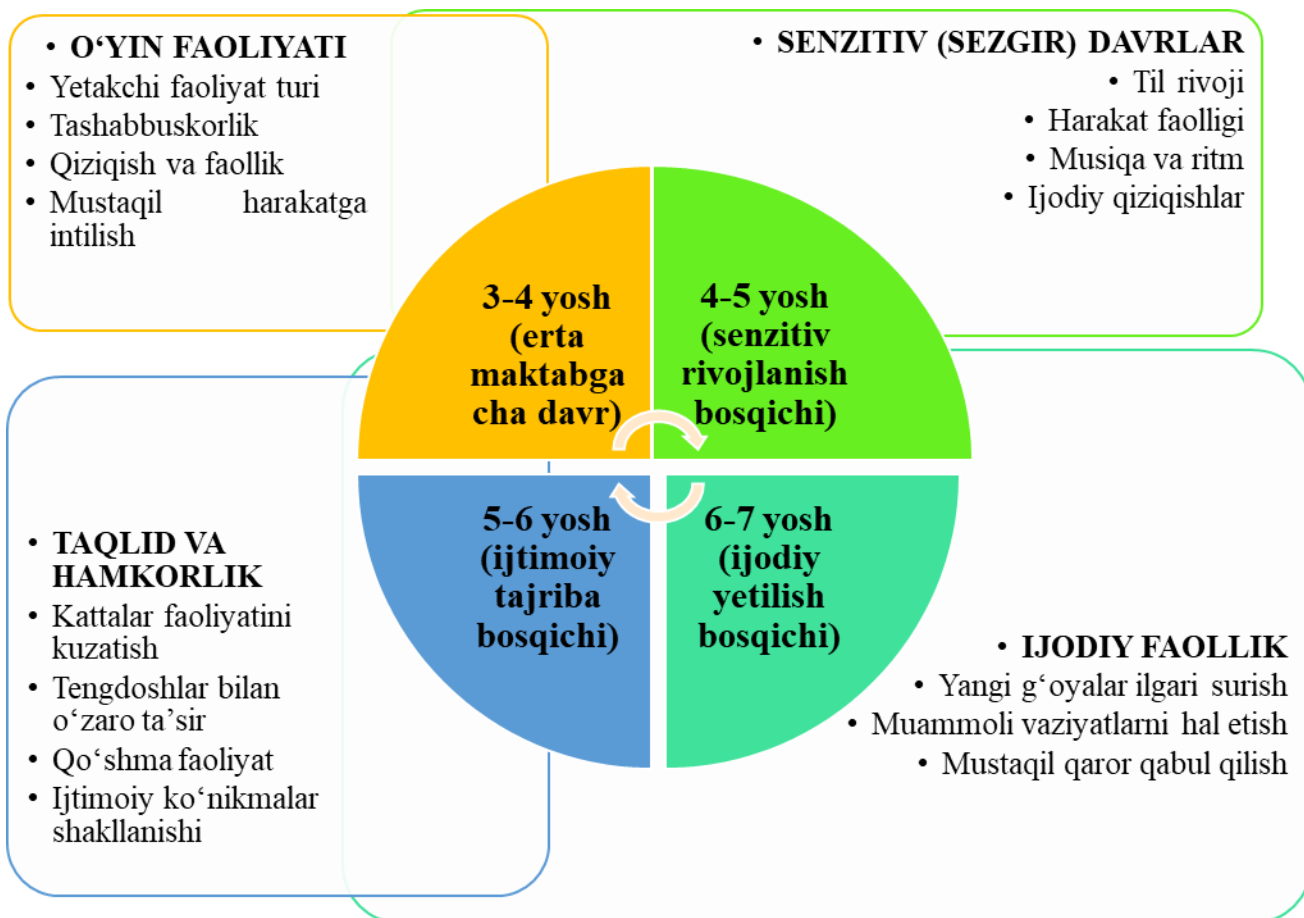 • O‘YIN FAOLIYATI
• Yetakchi faoliyat turi
• Tashabbuskorlik
• Qiziqish va faollik
• Mustaqil harakatga
intilish
• SENZITIV (SEZGIR) DAVRLAR
• Til rivoji
• Harakat faolligi
• Musiqa va ritm
• Ijodiy qiziqishlar
3-4 yosh
(erta
maktabga
cha davr)
4-5 yosh
(senzitiv
rivojlanish
bosqichi)
5-6 yosh
(ijtimoiy
tajriba
bosqichi)
6-7 yosh
(ijodiy
yetilish
bosqichi)
• TAQLID VA
HAMKORLIK
• Kattalar faoliyatini
kuzatish
• Tengdoshlar bilan
o‘zaro ta’sir
• Qo‘shma faoliyat
• Ijtimoiy ko‘nikmalar
shakllanishi
• IJODIY FAOLLIK
• Yangi g‘oyalar ilgari surish
• Muammoli vaziyatlarni hal etish
• Mustaqil qaror qabul qilish